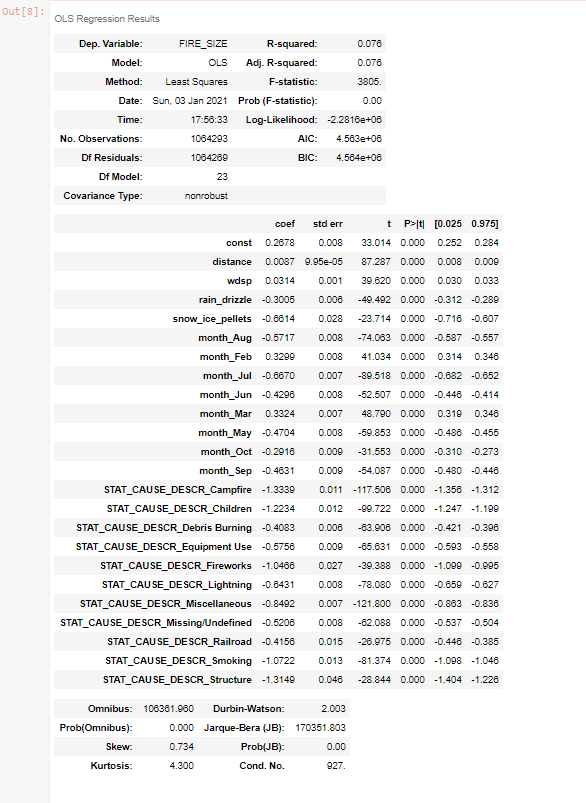 Out[8]:
OLS Regression Results
Dep. Variable: FIRE_SIZE R-squared: 0.076
Model: OLS Adj. R-squared: 0.076
Method: Least Squares F-statistic: 3805.
Date: Sun, 03 Jan 2021 Prob (F-statistic): 0.00
Time: 17:56:33 Log-Likelihood: -2.2816e+06
No. Observations: 1064293 AIC: 4.563e+06
Df Residuals: 1064269 BIC: 4.564e+06
Df Model: 23
Covariance Type: nonrobust
coef std err t P>|t| [0.025 0.975]
const 0.2678 0.008 33.014 0.000 0.252 0.284
distance 0.0087 9.95e-05 87.287 0.000 0.008 0.009
wdsp 0.0314 0.001 39.620 0.000 0.030 0.033
rain_drizzle -0.3005 0.006 -49.492 0.000 -0.312 -0.289
snow_ice_pellets -0.6614 0.028 -23.714 0.000 -0.716 -0.607
month_Aug -0.5717 0.008 -74.063 0.000 -0.587 -0.557
month_Feb 0.3299 0.008 41.034 0.000 0.314 0.346
month_Jul -0.6670 0.007 -89.518 0.000 -0.682 -0.652
month_Jun -0.4296 0.008 -52.507 0.000 -0.446 -0.414
month_Mar 0.3324 0.007 48.790 0.000 0.319 0.346
month_May -0.4704 0.008 -59.853 0.000 -0.486 -0.455
month_Oct -0.2916 0.009 -31.553 0.000 -0.310 -0.273
month_Sep -0.4631 0.009 -54.087 0.000 -0.480 -0.446
STAT_CAUSE_DESCR_Campfire -1.3339 0.011 -117.506 0.000 -1.356 -1.312
STAT_CAUSE_DESCR_Children -1.2234 0.012 -99.722 0.000 -1.247 -1.199
STAT_CAUSE_DESCR_Debris Burning -0.4083 0.006 -63.906 0.000 -0.421 -0.396
STAT_CAUSE_DESCR_Equipment Use -0.5756 0.009 -65.631 0.000 -0.593 -0.558
STAT_CAUSE_DESCR_Fireworks -1.0466 0.027 -39.388 0.000 -1.099 -0.995
STAT_CAUSE_DESCR_Lightning -0.6431 0.008 -78.080 0.000 -0.659 -0.627
STAT_CAUSE_DESCR_Miscellaneous -0.8492 0.007 -121.800 0.000 -0.863 -0.836
STAT_CAUSE_DESCR_Missing/Undefined -0.5206 0.008 -62.088 0.000 -0.537 -0.504
STAT_CAUSE_DESCR_Railroad -0.4156 0.015 -26.975 0.000 -0.446 -0.385
STAT_CAUSE_DESCR_Smoking -1.0722 0.013 -81.374 0.000 -1.098 -1.046
STAT_CAUSE_DESCR_Structure -1.3149 0.046 -28.844 0.000 -1.404 -1.226
Omnibus: 106361.960 Durbin-Watson: 2.003
Prob(Omnibus): 0.000 Jarque-Bera (JB): 170351.803
Skew: 0.734 Prob(JB): 0.00
Kurtosis: 4.300 Cond. No. 927.